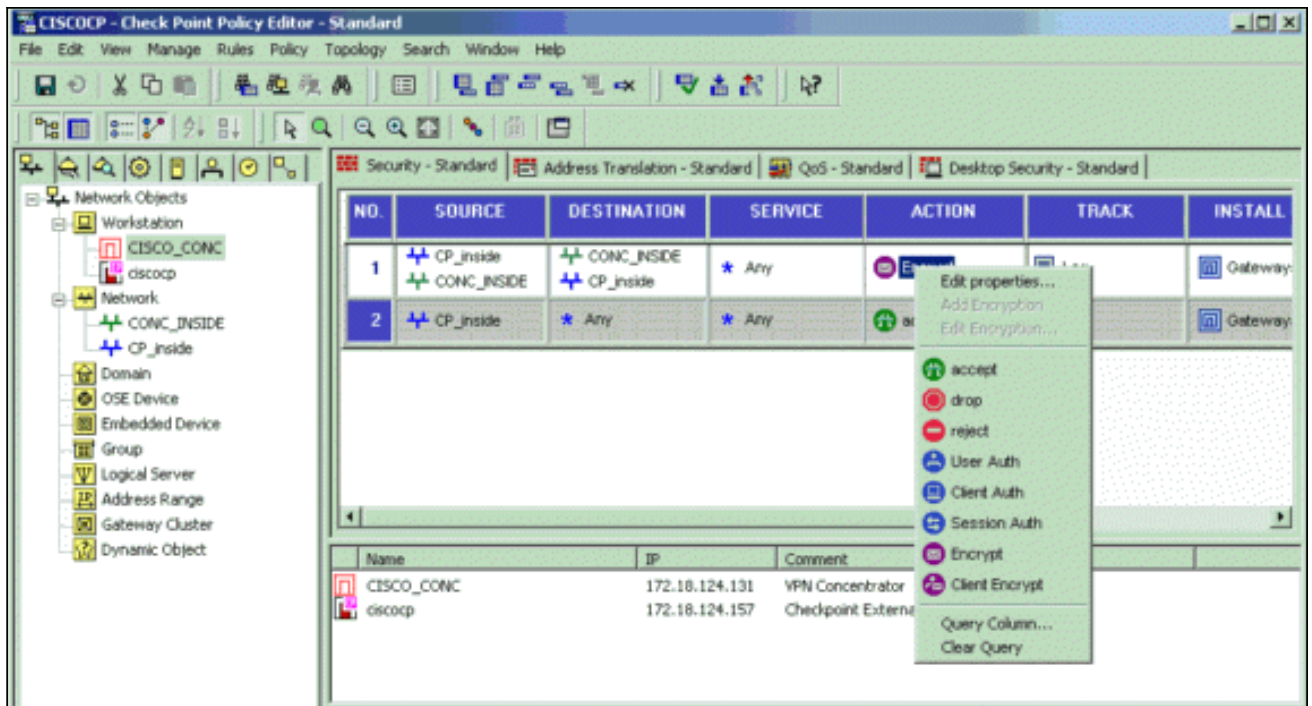 CISCOCP - Check Point Policy Editor - Standard
File Edit View Manage Rules Policy Topology Search Window Help
Security - Standard Address Translation - Standard QoS - Standard Desktop Security - Standard
Network Objects
Workstation
CISCO_CONC
ciscocp
Network
CONC_INSIDE
CP_inside
Domain
OSE Device
Embedded Device
Group
Logical Server
Address Range
Gateway Cluster
Dynamic Object
NO. SOURCE DESTINATION SERVICE ACTION TRACK INSTALL
1 CP_inside CONC_INSIDE Any Gateway
CONC_INSIDE CP_inside
2 CP_inside Any Any Gateway
Edit properties...
Add Encryption
Edit Encryption...
accept
drop
reject
User Auth
Client Auth
Session Auth
Encrypt
Client Encrypt
Query Column...
Clear Query
Name IP Comment
CISCO_CONC 172.18.124.131 VPN Concentrator
ciscocp 172.18.124.157 Checkpoint Externa